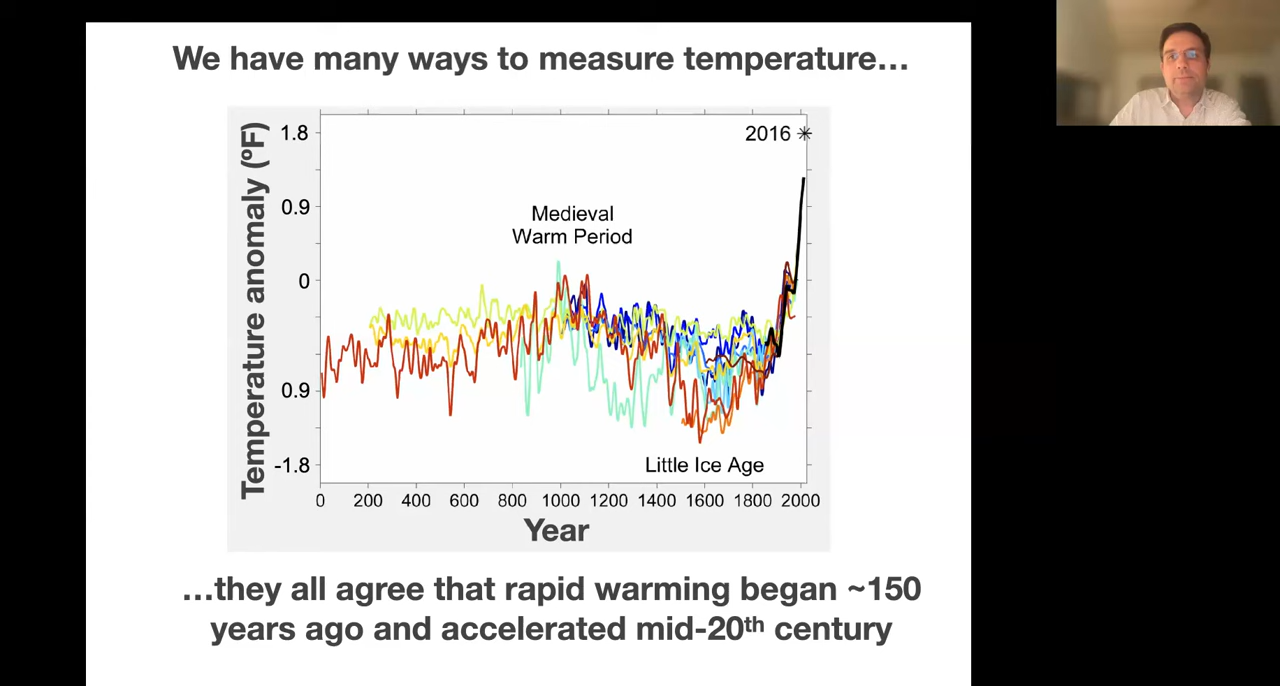 We have many ways to measure temperature…
Temperature anomaly (ºF)
1.8
0.9
0
0.9
-1.8
2016 *
Medieval
Warm Period
Little Ice Age
0 200 400 600 800 1000 1200 1400 1600 1800 2000
Year
…they all agree that rapid warming began ~150
years ago and accelerated mid-20th century